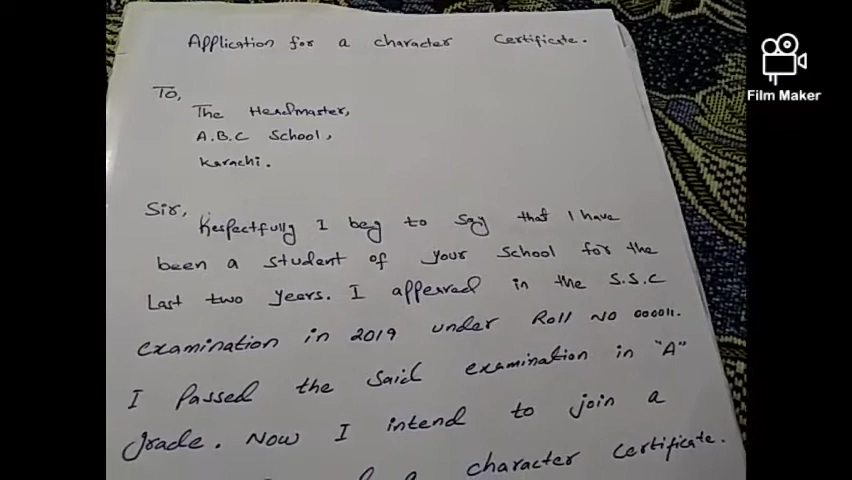 Application for a character Certificate.
Film Maker
To,
The Headmaster,
A.B.C School,
Karachi.
Sir,
Respectfully I beg to say that I have
been a student of your School for the
Last two years. I appeared in the S.S.C
examination in 2019 under Roll NO 000011.
I Passed the Said examination in "A"
grade. Now I intend to join a
a character certificate.